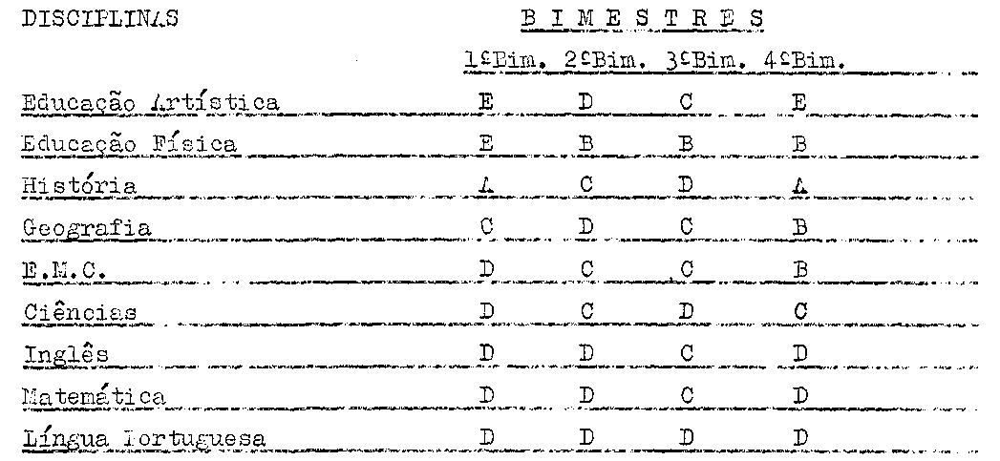 DISCIPLINAS B I M E S T R E S
1ºBim. 2ºBim. 3ºBim. 4ºBim.
Educação Artística E D C E
Educação Física E B B B
História A C D A
Geografia C D C B
E.M.C. D C C B
Ciências D C D C
Inglês D D C D
Matemática D D C D
Língua Portuguesa D D D D